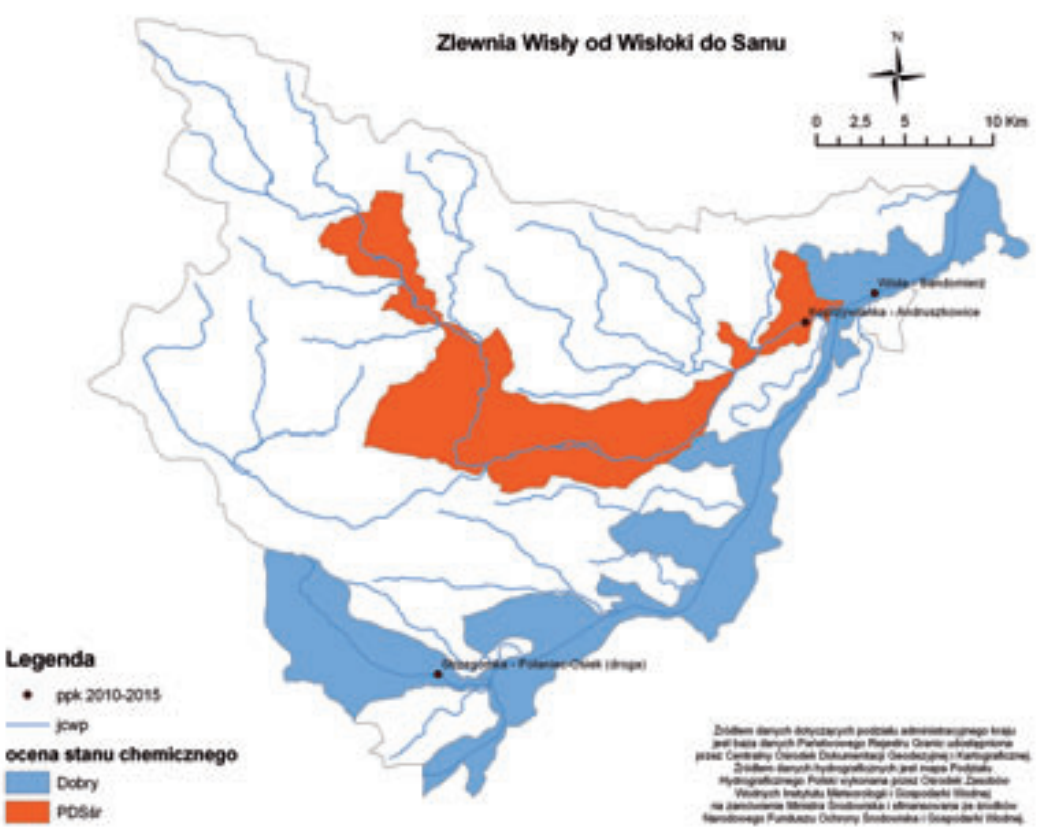 Zlewnia Wisły od Wisłoki do Sanu
N
0 2,5 5 10 Km
Wisła - Sandomierz
Koprzywianka - Andruszkowice
Strzegomka - Połaniec-Osiek (droga)
Legenda
ppk 2010-2015
jcwp
ocena stanu chemicznego
Dobry
PDSśr
Źródłem danych dotyczących podziału administracyjnego kraju
jest baza danych Państwowego Rejestru Granic udostępniona
przez Centralny Ośrodek Dokumentacji Geodezyjnej i Kartograficznej.
Źródłem danych hydrograficznych jest mapa Podziału
Hydrograficznego Polski wykonana przez Ośrodek Zasobów
Wodnych Instytutu Meteorologii i Gospodarki Wodnej
na zamówienie Ministra Środowiska i sfinansowana ze środków
Narodowego Funduszu Ochrony Środowiska i Gospodarki Wodnej.